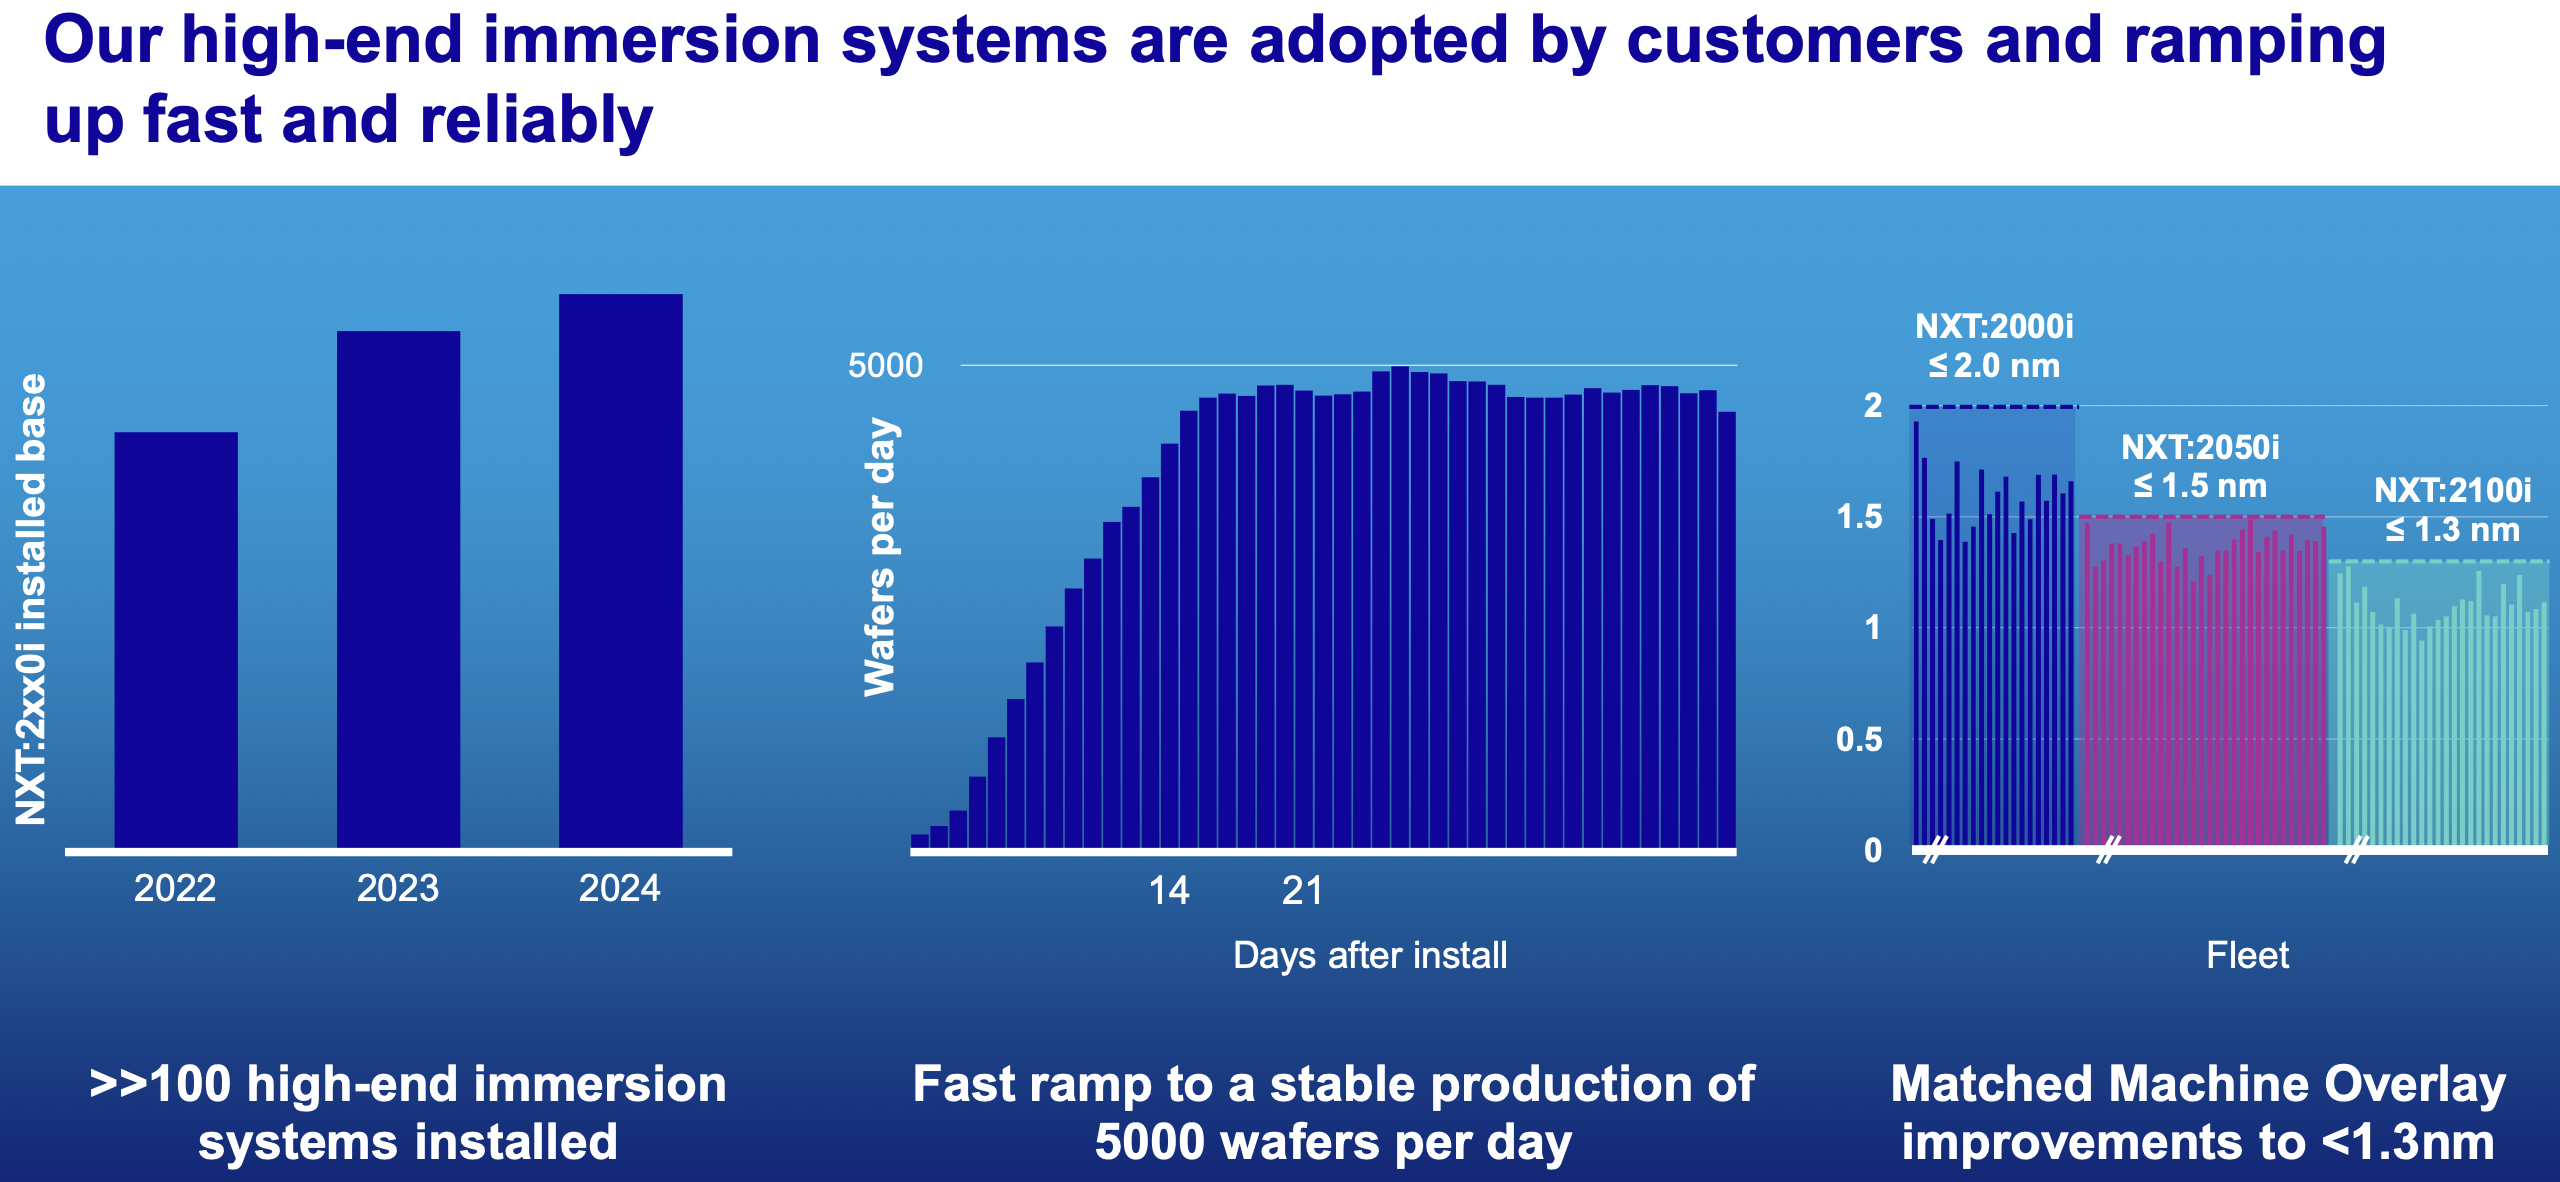 Our high-end immersion systems are adopted by customers and ramping
up fast and reliably
NXT:2xx0i installed base
2022
2023
2024
>>100 high-end immersion
systems installed
5000
Wafers per day
14
21
Days after install
Fast ramp to a stable production of
5000 wafers per day
NXT:2000i
≤ 2.0 nm
NXT:2050i
≤ 1.5 nm
NXT:2100i
≤ 1.3 nm
2
1.5
1
0.5
0
Fleet
Matched Machine Overlay
improvements to <1.3nm